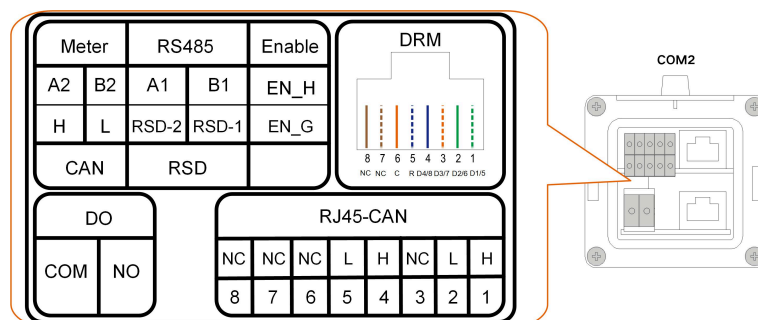 Meter RS485 Enable
A2 B2 A1 B1 EN_H
H L RSD-2 RSD-1 EN_G
CAN RSD
DRM
8 7 6 5 4 3 2 1
NC NC C R D4/8 D3/7 D2/6 D1/5
DO
COM NO
RJ45-CAN
NC NC NC L H NC L H
8 7 6 5 4 3 2 1
COM2